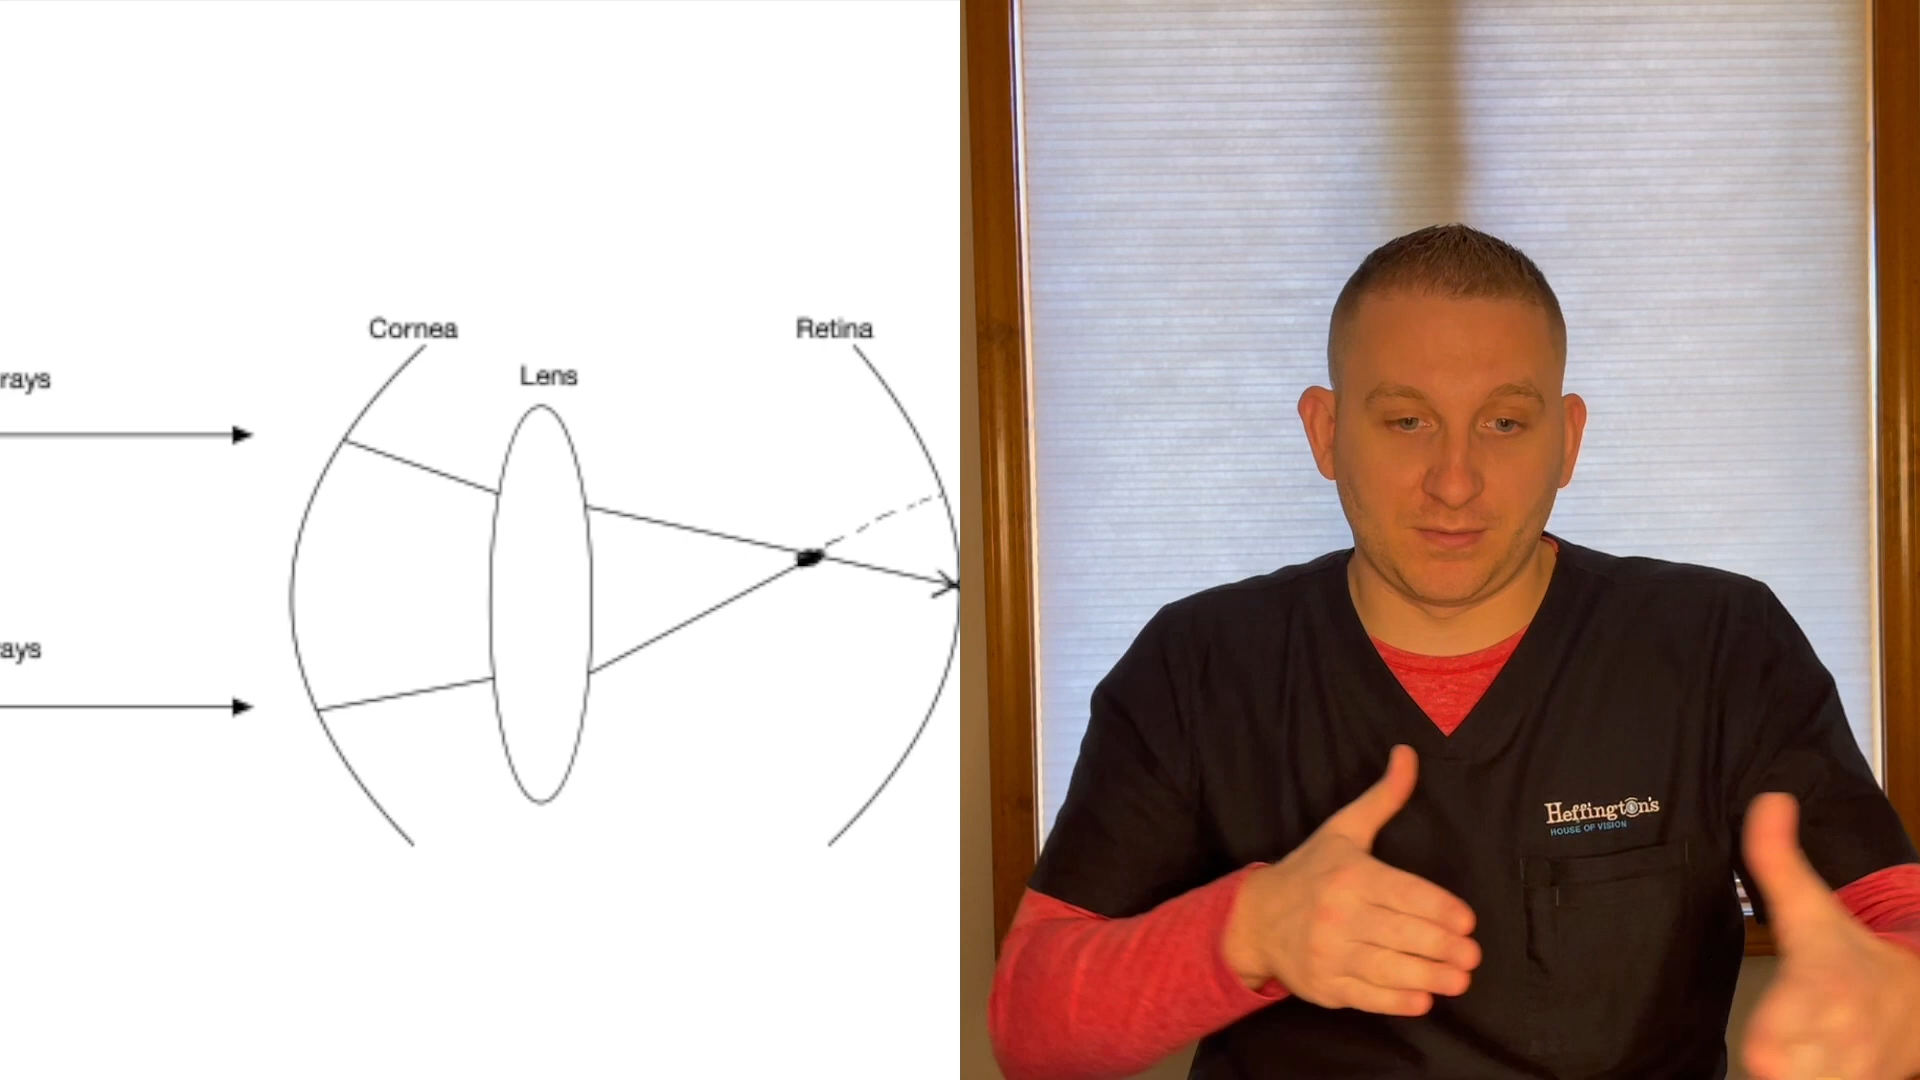 Cornea
Retina
Lens
rays
ays
Heffington's
HOUSE OF VISION